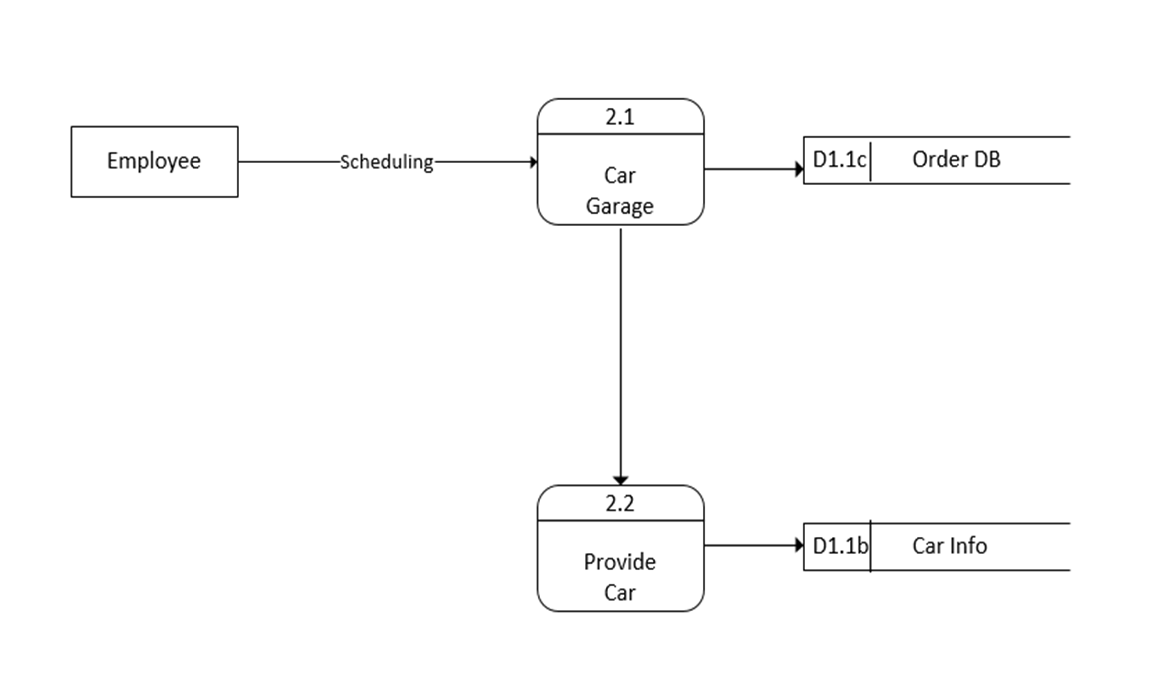 2.1
Employee
Scheduling
Car
Garage
D1.1c
Order DB
2.2
Provide
Car
D1.1b
Car Info